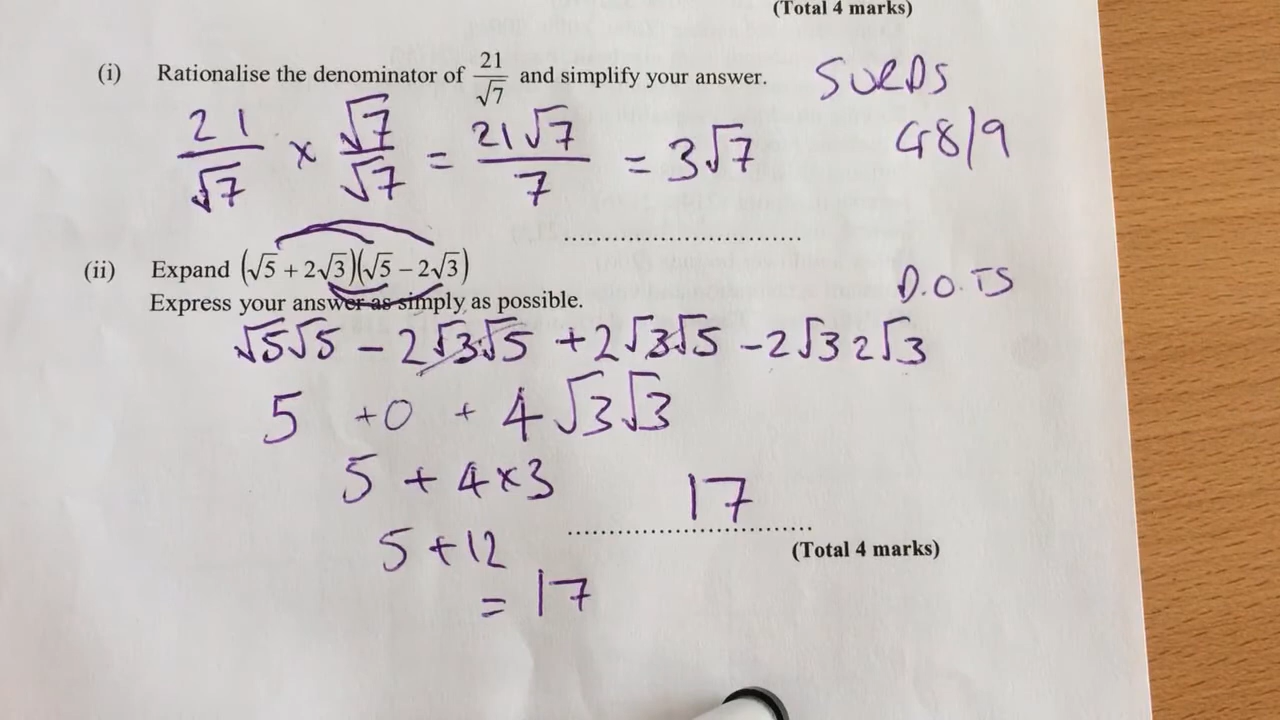 (Total 4 marks)
(i) Rationalise the denominator of 21/√7 and simplify your answer.
SURDS
G8/9
21/√7 × √7/√7 = 21√7/7 = 3√7
(ii) Expand (√5 + 2√3)(√5 − 2√3)
D.O.TS
Express your answer as simply as possible.
√5√5 − 2√3√5 + 2√3√5 − 2√3 2√3
5 + 0 + 4√3√3
5 + 4×3
17
5 + 12
(Total 4 marks)
= 17